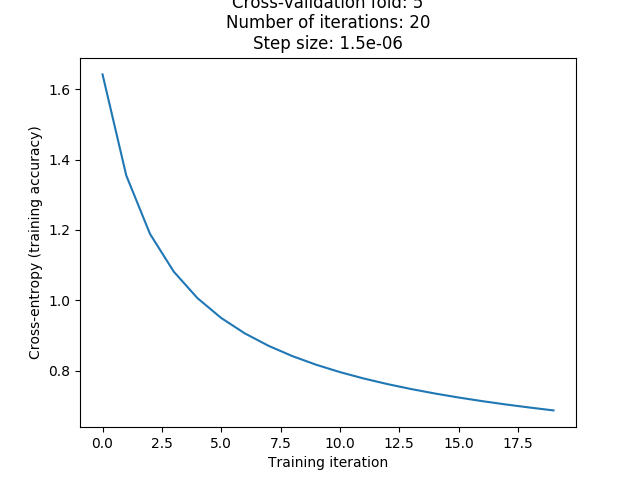 Cross-validation fold: 5
Number of iterations: 20
Step size: 1.5e-06
1.6
1.4
1.2
1.0
0.8
Cross-entropy (training accuracy)
0.0 2.5 5.0 7.5 10.0 12.5 15.0 17.5
Training iteration